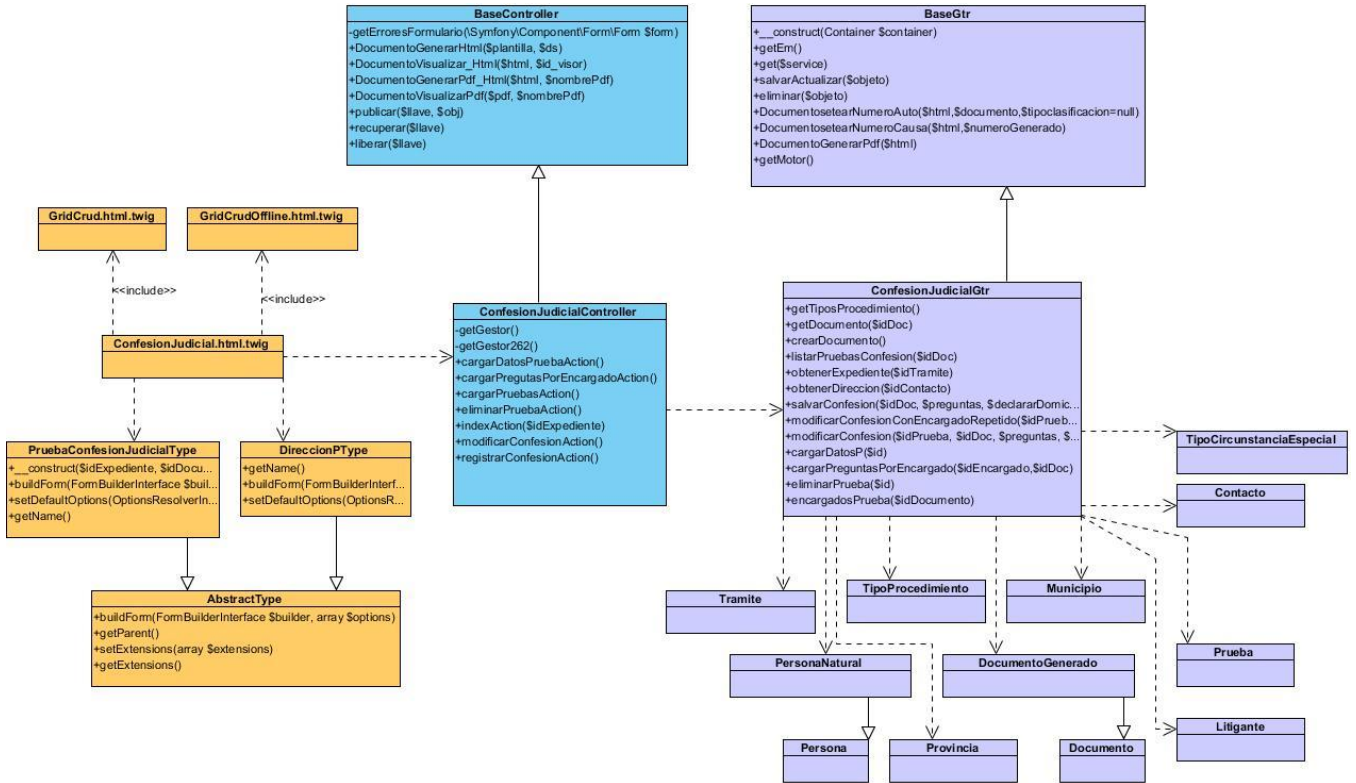 BaseController
-getErroresFormulario(\Symfony\Component\Form\Form $form)
+DocumentoGenerarHtml($plantilla, $ds)
+DocumentoVisualizar_Html($html, $id_visor)
+DocumentoGenerarPdf_Html($html, $nombrePdf)
+DocumentoVisualizarPdf($pdf, $nombrePdf)
+publicar($llave, $obj)
+recuperar($llave)
+liberar($llave)
BaseGtr
+__construct(Container $container)
+getEm()
+get($service)
+salvarActualizar($objeto)
+eliminar($objeto)
+DocumentosetearNumeroAuto($html,$documento,$tipoclasificacion=null)
+DocumentosetearNumeroCausa($html,$numeroGenerado)
+DocumentoGenerarPdf($html)
+getMotor()
GridCrud.html.twig
GridCrudOffline.html.twig
<<include>>
<<include>>
ConfesionJudicial.html.twig
ConfesionJudicialController
-getGestor()
-getGestor262()
+cargarDatosPruebaAction()
+cargarPregutasPorEncargadoAction()
+cargarPruebasAction()
+eliminarPruebaAction()
+indexAction($idExpediente)
+modificarConfesionAction()
+registrarConfesionAction()
ConfesionJudicialGtr
+getTiposProcedimiento()
+getDocumento($idDoc)
+crearDocumento()
+listarPruebasConfesion($idDoc)
+obtenerExpediente($idTramite)
+obtenerDireccion($idContacto)
+salvarConfesion($idDoc, $preguntas, $declararDomic...
+modificarConfesionConEncargadoRepetido($idPrueb...
+modificarConfesion($idPrueba, $idDoc, $preguntas, $...
+cargarDatosP($id)
+cargarPreguntasPorEncargado($idEncargado,$idDoc)
+eliminarPrueba($id)
+encargadosPrueba($idDocumento)
PruebaConfesionJudicialType
+__construct($idExpediente, $idDocu...
+buildForm(FormBuilderInterface $buil...
+setDefaultOptions(OptionsResolverIn...
+getName()
DireccionPType
+getName()
+buildForm(FormBuilderInterf...
+setDefaultOptions(OptionsR...
AbstractType
+buildForm(FormBuilderInterface $builder, array $options)
+getParent()
+setExtensions(array $extensions)
+getExtensions()
TipoCircunstanciaEspecial
Contacto
Tramite
TipoProcedimiento
Municipio
PersonaNatural
DocumentoGenerado
Prueba
Litigante
Persona
Provincia
Documento